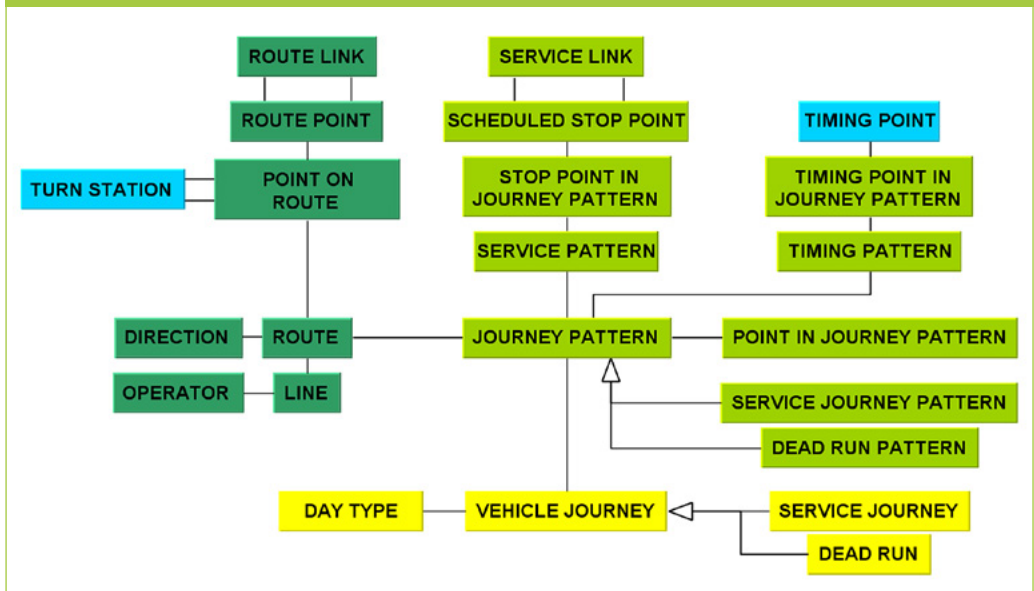 ROUTE LINK
SERVICE LINK
ROUTE POINT
SCHEDULED STOP POINT
TIMING POINT
TURN STATION
POINT ON
ROUTE
STOP POINT IN
JOURNEY PATTERN
TIMING POINT IN
JOURNEY PATTERN
SERVICE PATTERN
TIMING PATTERN
DIRECTION
ROUTE
JOURNEY PATTERN
POINT IN JOURNEY PATTERN
OPERATOR
LINE
SERVICE JOURNEY PATTERN
DEAD RUN PATTERN
DAY TYPE
VEHICLE JOURNEY
SERVICE JOURNEY
DEAD RUN